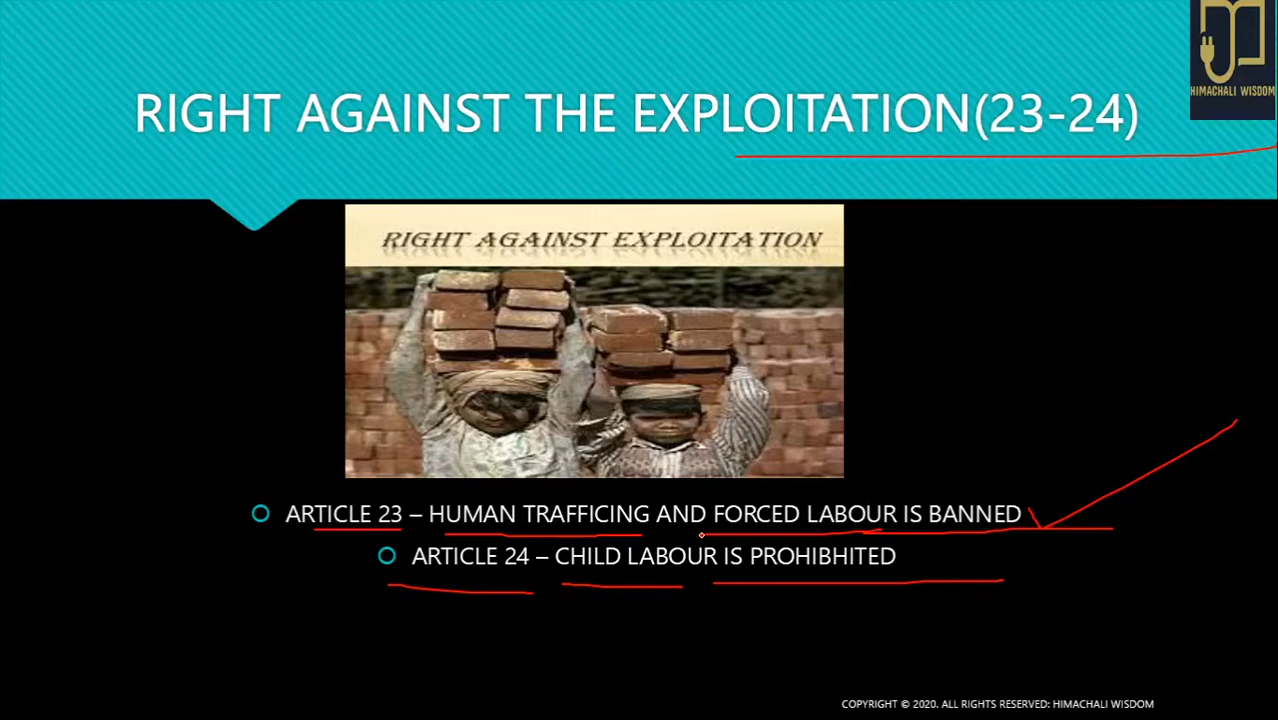 HIMACHALI WISDOM
RIGHT AGAINST THE EXPLOITATION(23-24)
RIGHT AGAINST EXPLOITATION
ARTICLE 23 – HUMAN TRAFFICING AND FORCED LABOUR IS BANNED
ARTICLE 24 – CHILD LABOUR IS PROHIBHITED
COPYRIGHT © 2020. ALL RIGHTS RESERVED: HIMACHALI WISDOM